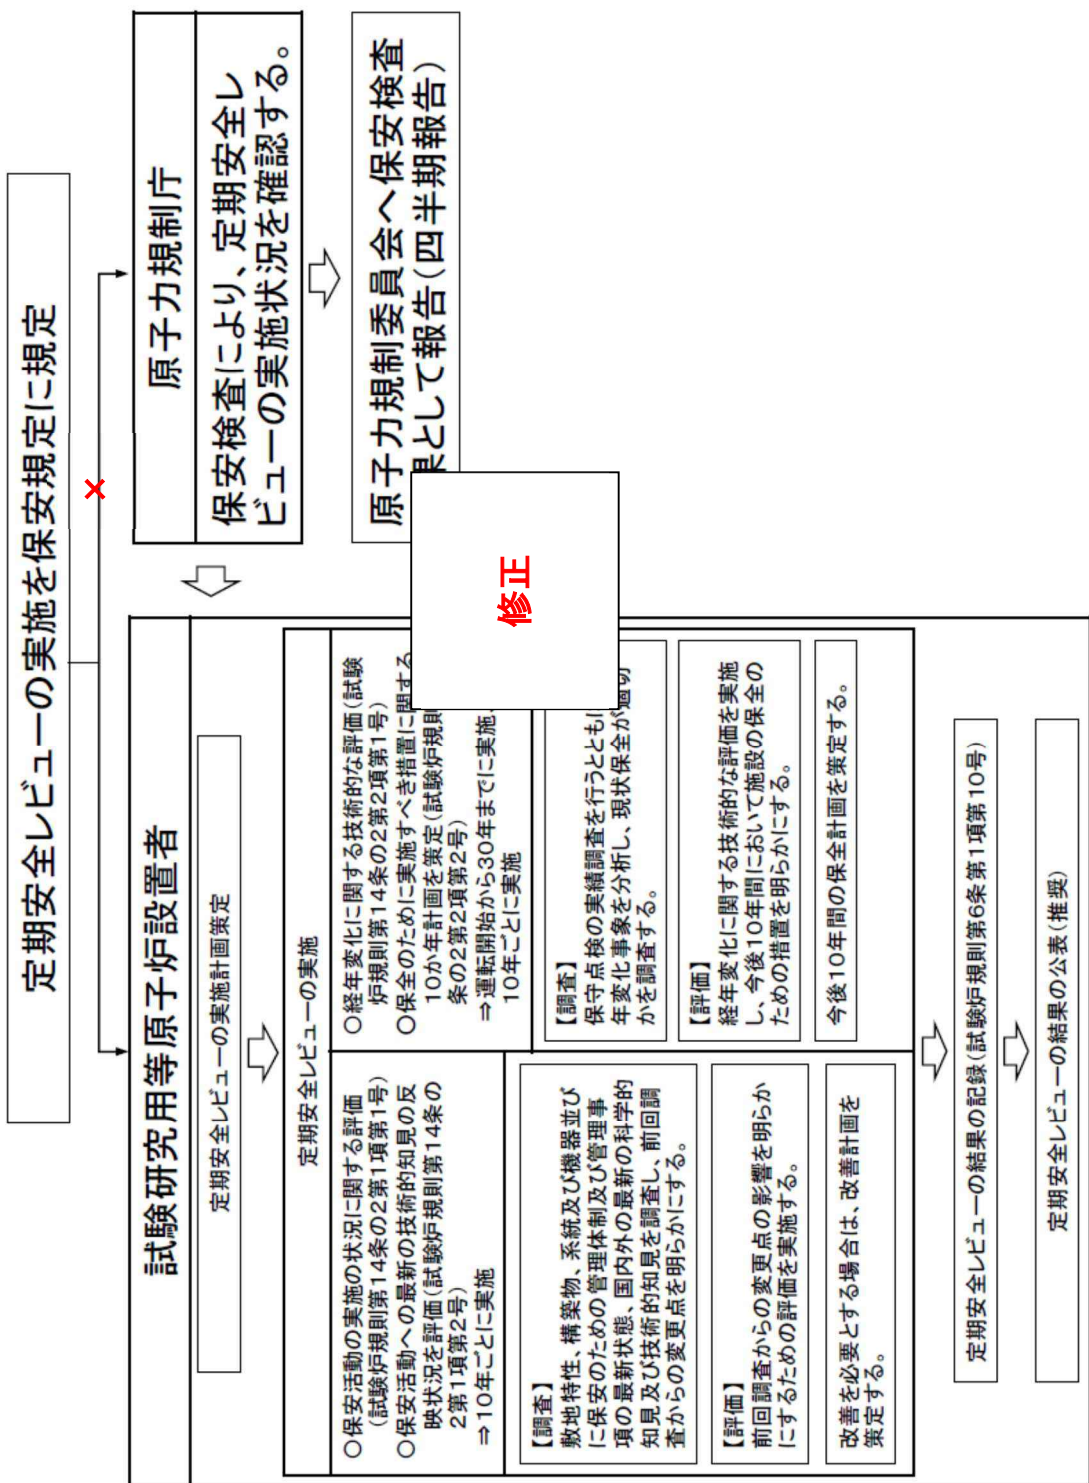 定期安全レビューの実施を保安規定に規定
×
試験研究用等原子炉設置者
定期安全レビューの実施計画策定
定期安全レビューの実施
○保安活動の実施の状況に関する評価
(試験炉規則第14条の2第1項第1号)
○保安活動への最新の技術的知見の反
映状況を評価(試験炉規則第14条の
2第1項第2号)
⇒10年ごとに実施
【調査】
敷地特性、構築物、系統及び機器並び
に保安のための管理体制及び管理事
項の最新状態、国内外の最新の科学的
知見及び技術的知見を調査し、前回調
査からの変更点を明らかにする。
【評価】
前回調査からの変更点の影響を明らか
にするための評価を実施する。
改善を必要とする場合は、改善計画を
策定する。
○経年変化に関する技術的な評価(試験
炉規則第14条の2第2項第1号)
○保全のために実施すべき措置に関する
10か年計画を策定(試験炉規則
条の2第2項第2号)
⇒運転開始から30年までに実施、
10年ごとに実施
【調査】
保守点検の実績調査を行うとともに
年変化事象を分析し、現状保全が適切
かを調査する。
【評価】
経年変化に関する技術的な評価を実施
し、今後10年間において施設の保全の
ための措置を明らかにする。
今後10年間の保全計画を策定する。
定期安全レビューの結果の記録(試験炉規則第6条第1項第10号)
定期安全レビューの結果の公表(推奨)
原子力規制庁
保安検査により、定期安全レ
ビューの実施状況を確認する。
原子力規制委員会へ保安検査
果として報告(四半期報告)
修正